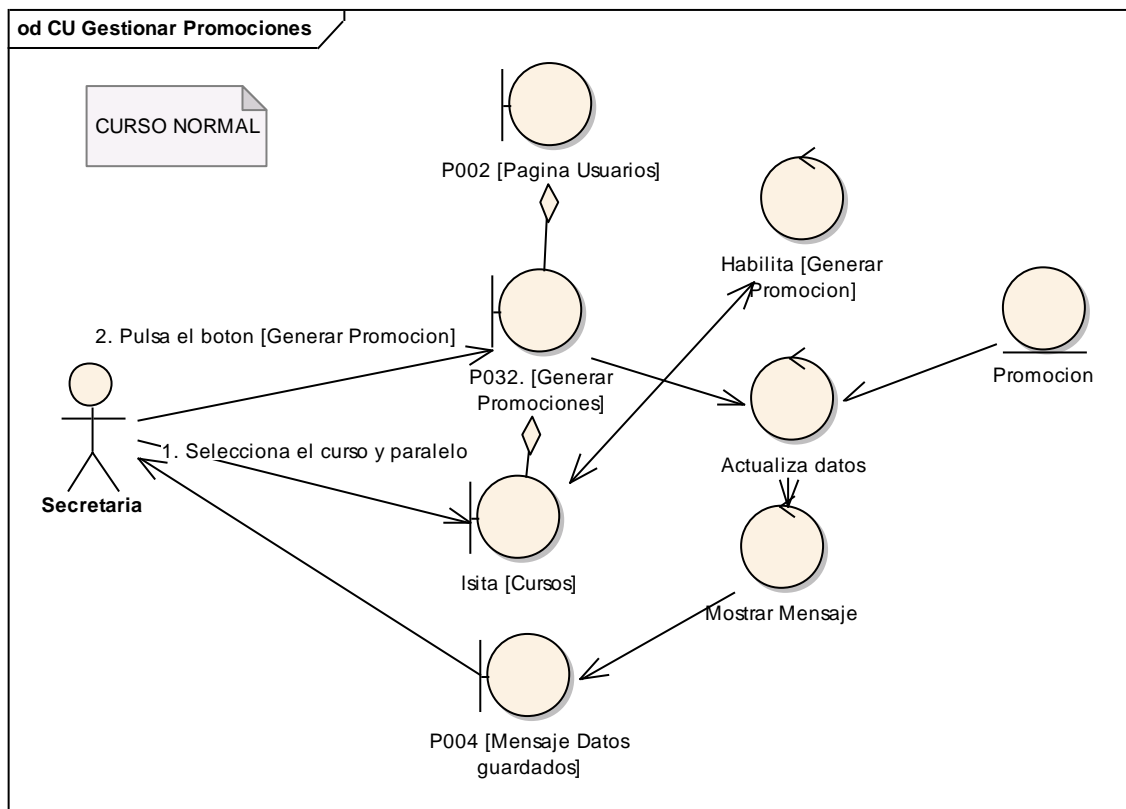 od CU Gestionar Promociones
CURSO NORMAL
P002 [Pagina Usuarios]
Habilita [Generar
Promocion]
2. Pulsa el boton [Generar Promocion]
P032. [Generar
Promociones]
Promocion
1. Selecciona el curso y paralelo
Actualiza datos
Secretaria
lsita [Cursos]
Mostrar Mensaje
P004 [Mensaje Datos
guardados]